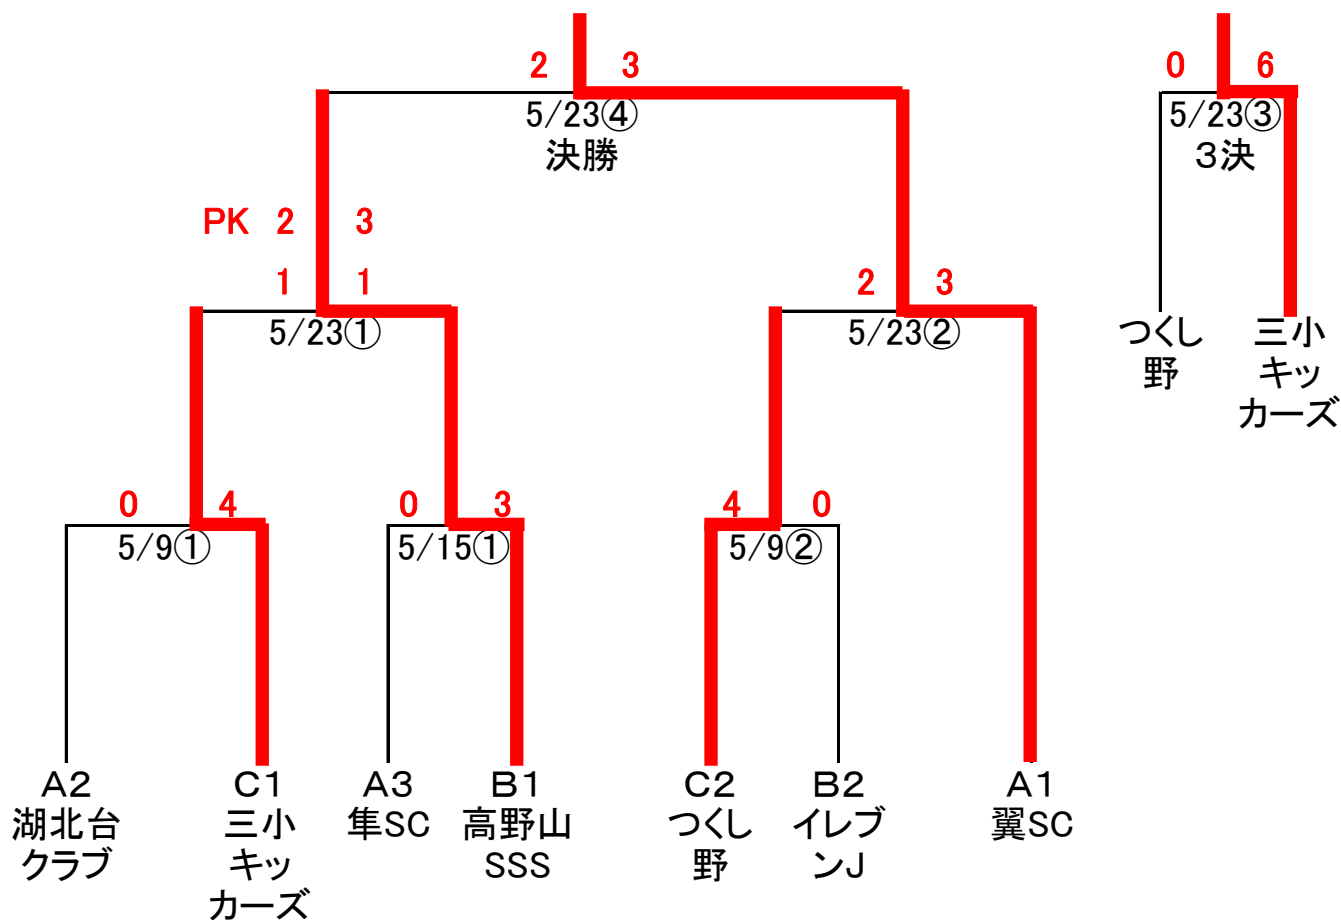 2 3
5/23④
決勝
0 6
5/23③
３決
つくし
野
三小
キッ
カーズ
PK 2 3
1 1
5/23①
2 3
5/23②
0 4
5/9①
0 3
5/15①
4 0
5/9②
A2
湖北台
クラブ
C1
三小
キッ
カーズ
A3
隼SC
B1
高野山
SSS
C2
つくし
野
B2
イレブ
ンJ
A1
翼SC